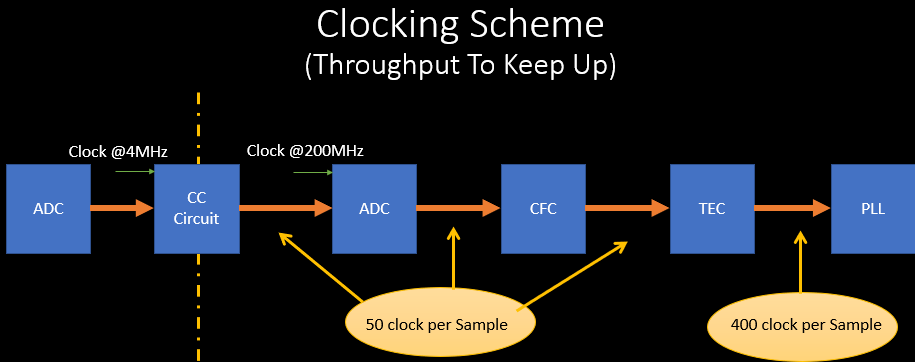 Clocking Scheme
(Throughput To Keep Up)
Clock @4MHz
Clock @200MHz
ADC
CC
Circuit
ADC
CFC
TEC
PLL
50 clock per Sample
400 clock per Sample